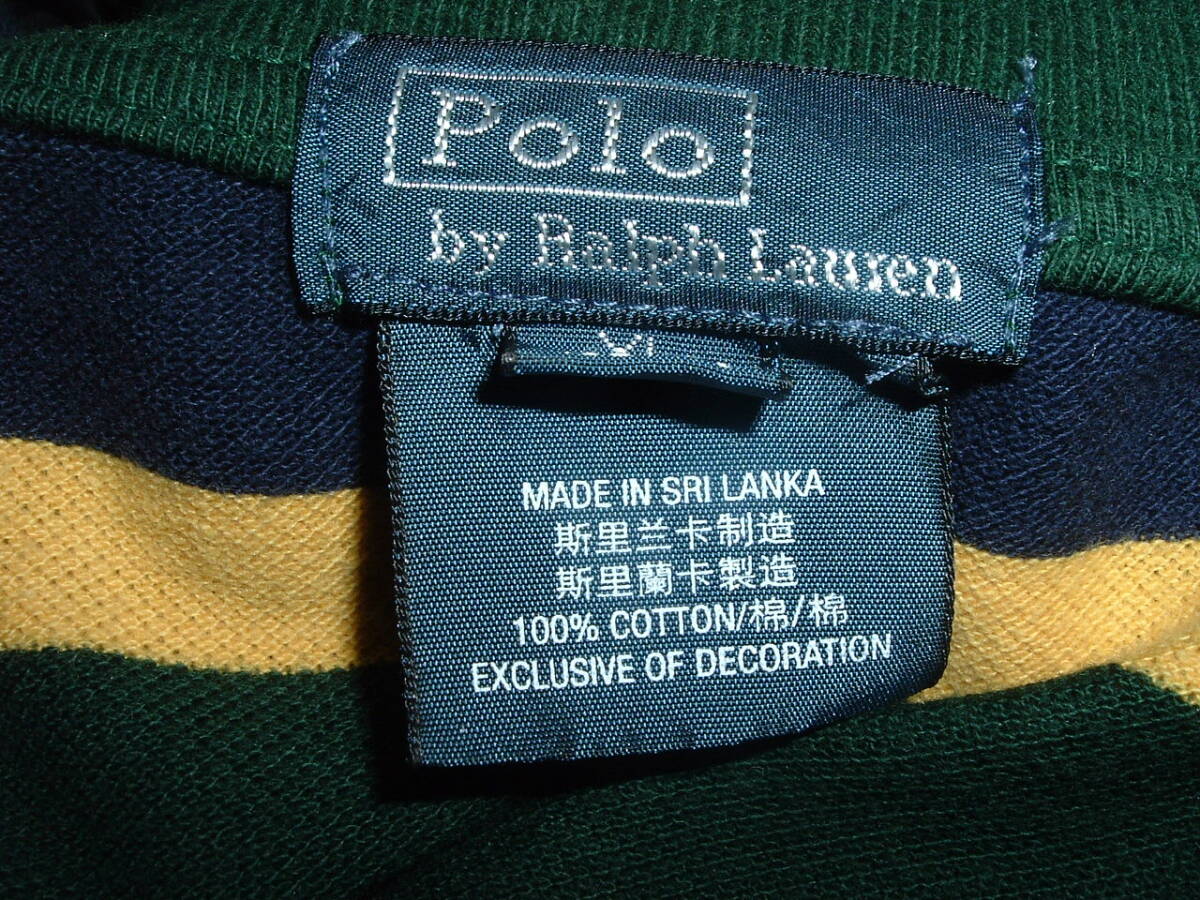 Polo
by Ralph Lauren
MADE IN SRI LANKA
斯里兰卡制造
斯里蘭卡製造
100% COTTON/棉/棉
EXCLUSIVE OF DECORATION